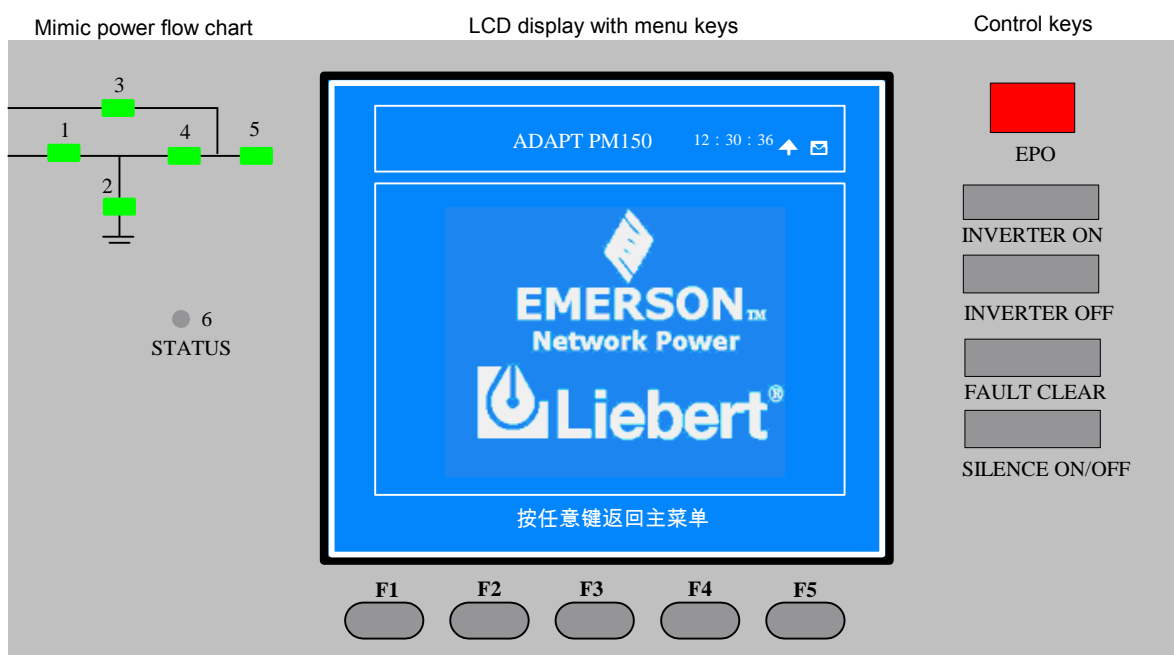 Mimic power flow chart
LCD display with menu keys
Control keys
3
1
4
5
2
6
STATUS
ADAPT PM150 12 : 30 : 36
EMERSON TM
Network Power
Liebert®
按任意键返回主菜单
F1 F2 F3 F4 F5
EPO
INVERTER ON
INVERTER OFF
FAULT CLEAR
SILENCE ON/OFF